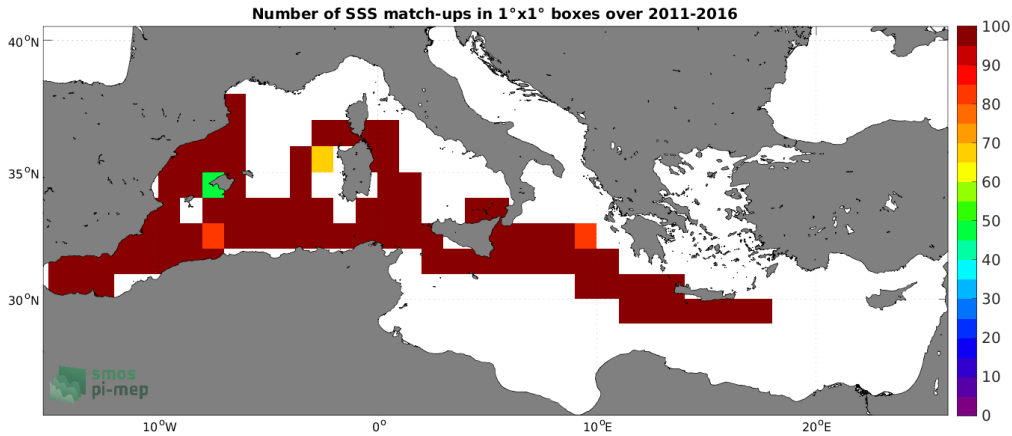 Number of SSS match-ups in 1°x1° boxes over 2011-2016
40°N
35°N
30°N
10°W
0°
10°E
20°E
100
90
80
70
60
50
40
30
20
10
0
smos
pi-mep